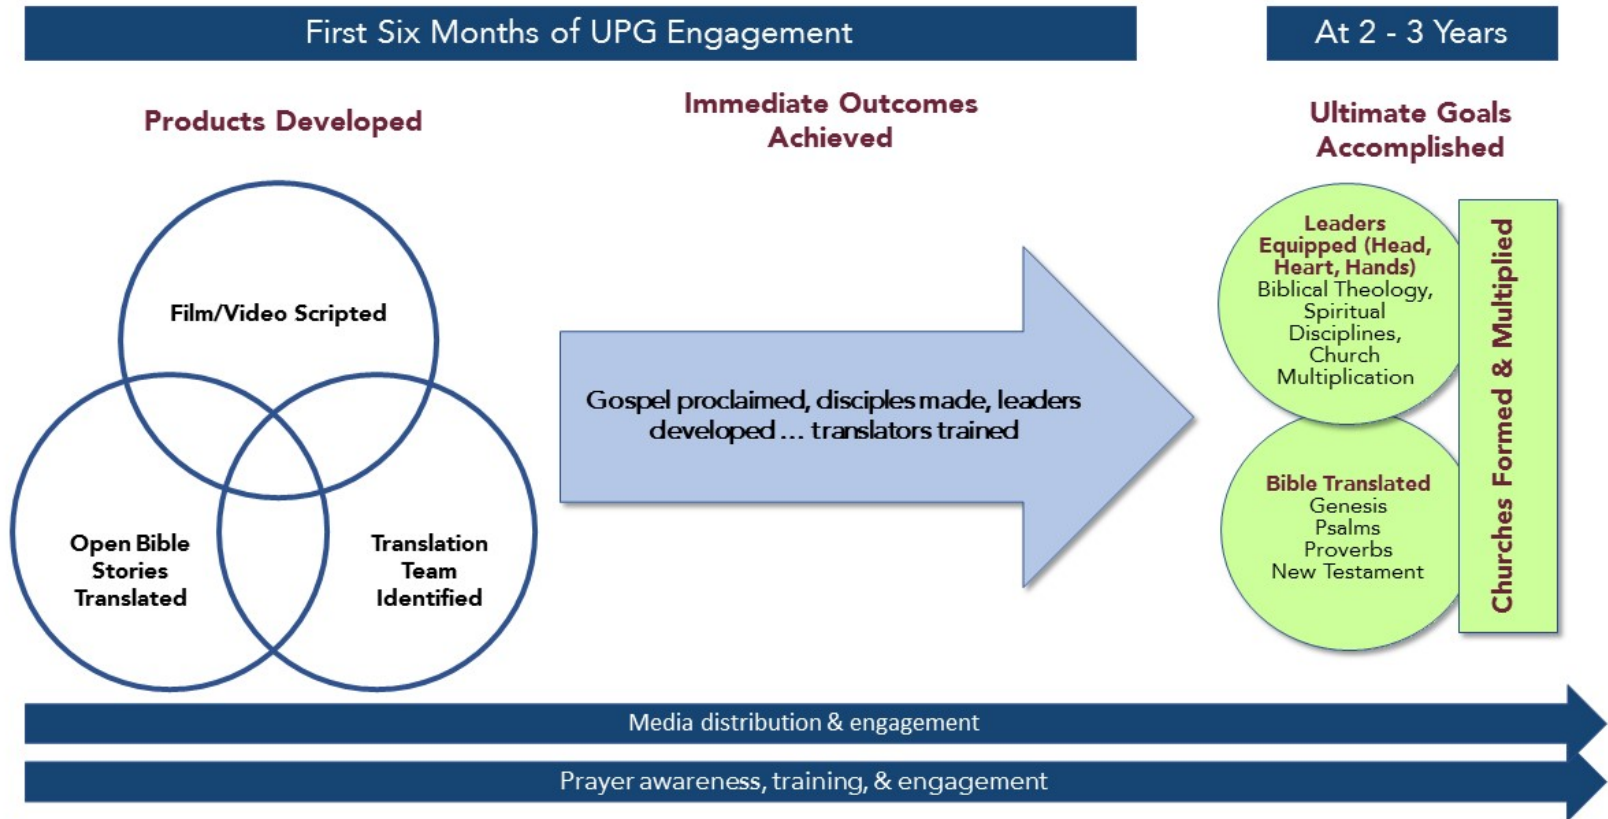 First Six Months of UPG Engagement
At 2 - 3 Years
Products Developed
Immediate Outcomes
Achieved
Ultimate Goals
Accomplished
Film/Video Scripted
Open Bible
Stories
Translated
Translation
Team
Identified
Gospel proclaimed, disciples made, leaders
developed ... translators trained
Leaders
Equipped (Head,
Heart, Hands)
Biblical Theology,
Spiritual
Disciplines,
Church
Multiplication
Bible Translated
Genesis
Psalms
Proverbs
New Testament
Churches Formed & Multiplied
Media distribution & engagement
Prayer awareness, training, & engagement